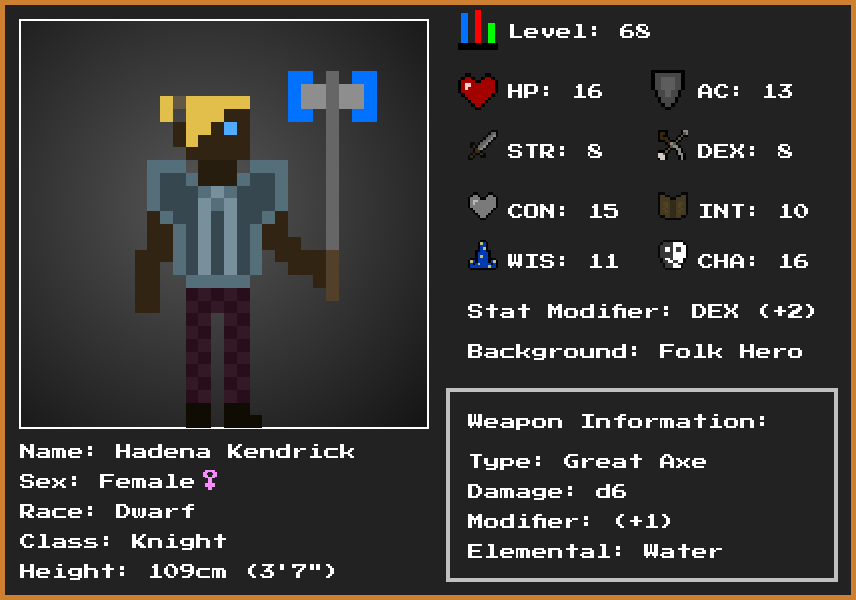 Level: 68
HP: 16
AC: 13
STR: 8
DEX: 8
CON: 15
INT: 10
WIS: 11
CHA: 16
Stat Modifier: DEX (+2)
Background: Folk Hero
Weapon Information:
Type: Great Axe
Damage: d6
Modifier: (+1)
Elemental: Water
Name: Hadena Kendrick
Sex: Female♀
Race: Dwarf
Class: Knight
Height: 109cm (3'7")